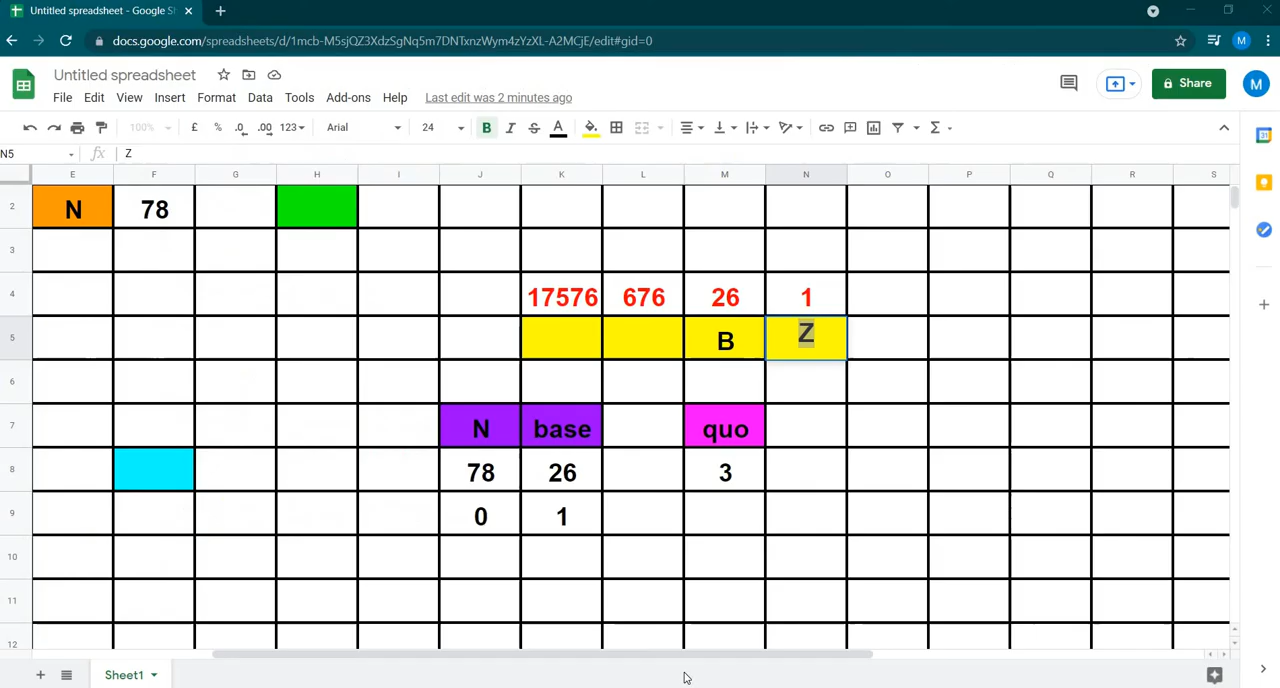 Untitled spreadsheet - Google Sh
docs.google.com/spreadsheets/d/1mcb-M5sjQZ3XdzSgNq5m7DNTxnzWym4zYzXL-A2MCjE/edit#gid=0
M
Untitled spreadsheet
File Edit View Insert Format Data Tools Add-ons Help Last edit was 2 minutes ago
Share
M
100% £ % .0 .00 123 Arial 24 B I S A Σ
31
N5 fx Z
E F G H I J K L M N O P Q R S
2 N 78
3
4 17576 676 26 1
5 B Z
6
7 N base quo
8 78 26 3
9 0 1
10
11
12
Sheet1